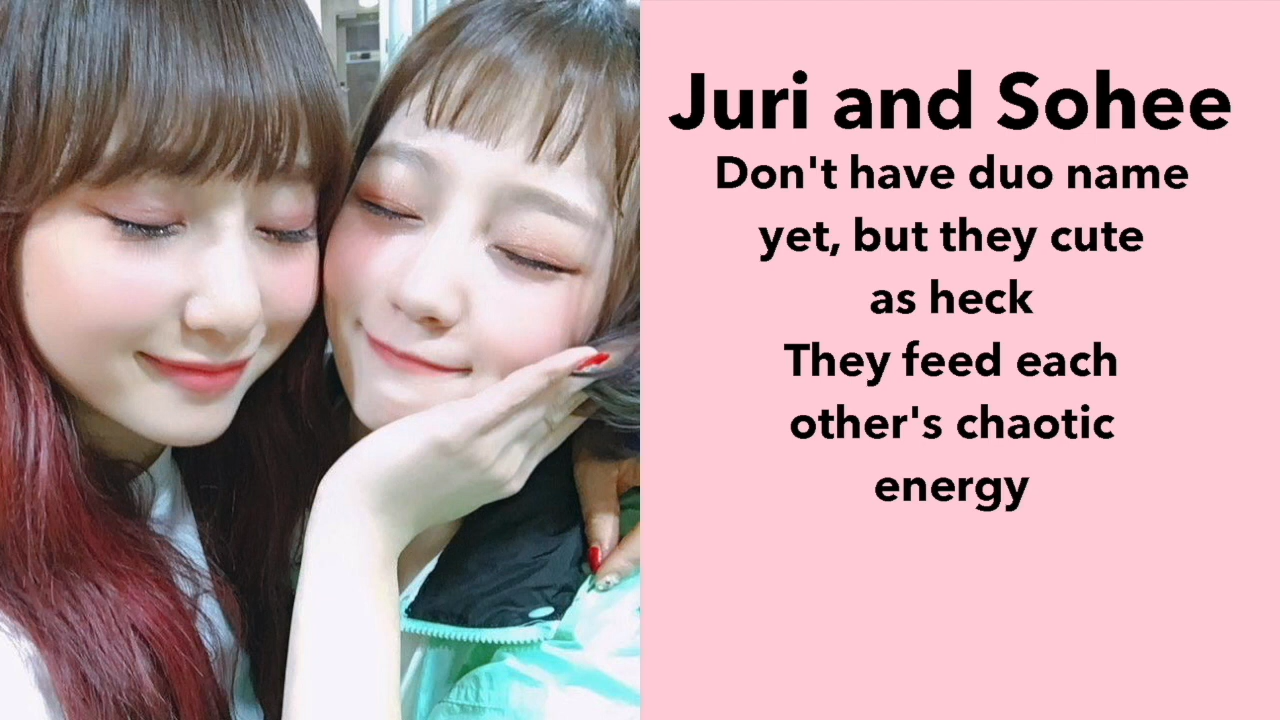 Juri and Sohee
Don't have duo name
yet, but they cute
as heck
They feed each
other's chaotic
energy